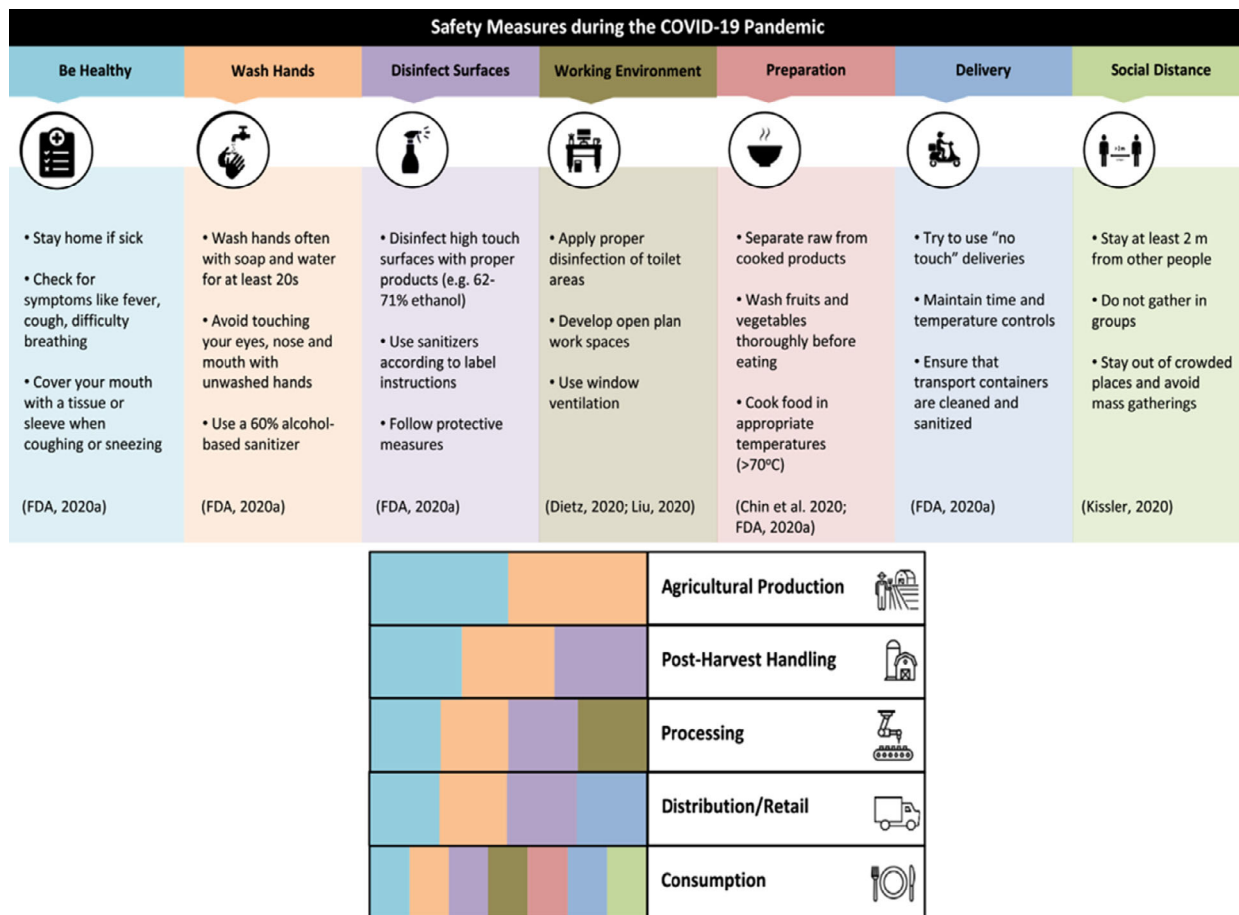 Safety Measures during the COVID-19 Pandemic
Be Healthy
Wash Hands
Disinfect Surfaces
Working Environment
Preparation
Delivery
Social Distance
• Stay home if sick
• Check for
symptoms like fever,
cough, difficulty
breathing
• Cover your mouth
with a tissue or
sleeve when
coughing or sneezing
(FDA, 2020a)
• Wash hands often
with soap and water
for at least 20s
• Avoid touching
your eyes, nose and
mouth with
unwashed hands
• Use a 60% alcohol-
based sanitizer
(FDA, 2020a)
• Disinfect high touch
surfaces with proper
products (e.g. 62-
71% ethanol)
• Use sanitizers
according to label
instructions
• Follow protective
measures
(FDA, 2020a)
• Apply proper
disinfection of toilet
areas
• Develop open plan
work spaces
• Use window
ventilation
(Dietz, 2020; Liu, 2020)
• Separate raw from
cooked products
• Wash fruits and
vegetables
thoroughly before
eating
• Cook food in
appropriate
temperatures
(>70°C)
(Chin et al. 2020;
FDA, 2020a)
• Try to use “no
touch” deliveries
• Maintain time and
temperature controls
• Ensure that
transport containers
are cleaned and
sanitized
(FDA, 2020a)
• Stay at least 2 m
from other people
• Do not gather in
groups
• Stay out of crowded
places and avoid
mass gatherings
(Kissler, 2020)
Agricultural Production
Post-Harvest Handling
Processing
Distribution/Retail
Consumption